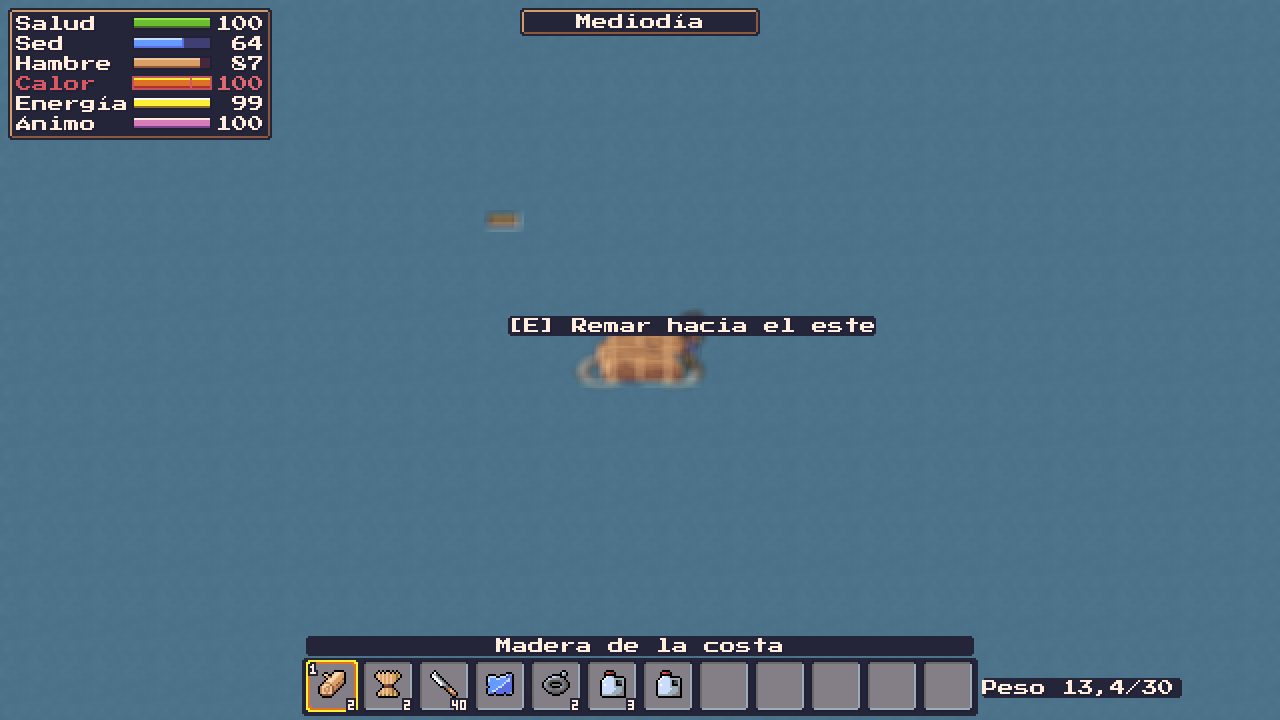 Salud 100
Sed 64
Hambre 87
Calor 100
Energía 99
Ánimo 100
Mediodía
[E] Remar hacia el este
Madera de la costa
1 2 2 40 2 3
Peso 13,4/30